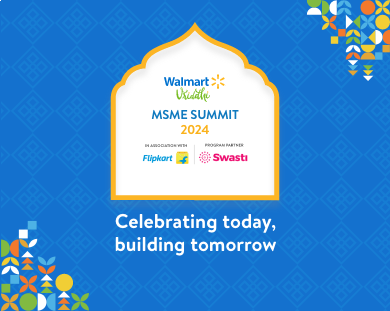 Walmart
Vriddhi
MSME SUMMIT
2024
IN ASSOCIATION WITH
PROGRAM PARTNER
Flipkart
Swasti
Celebrating today,
building tomorrow